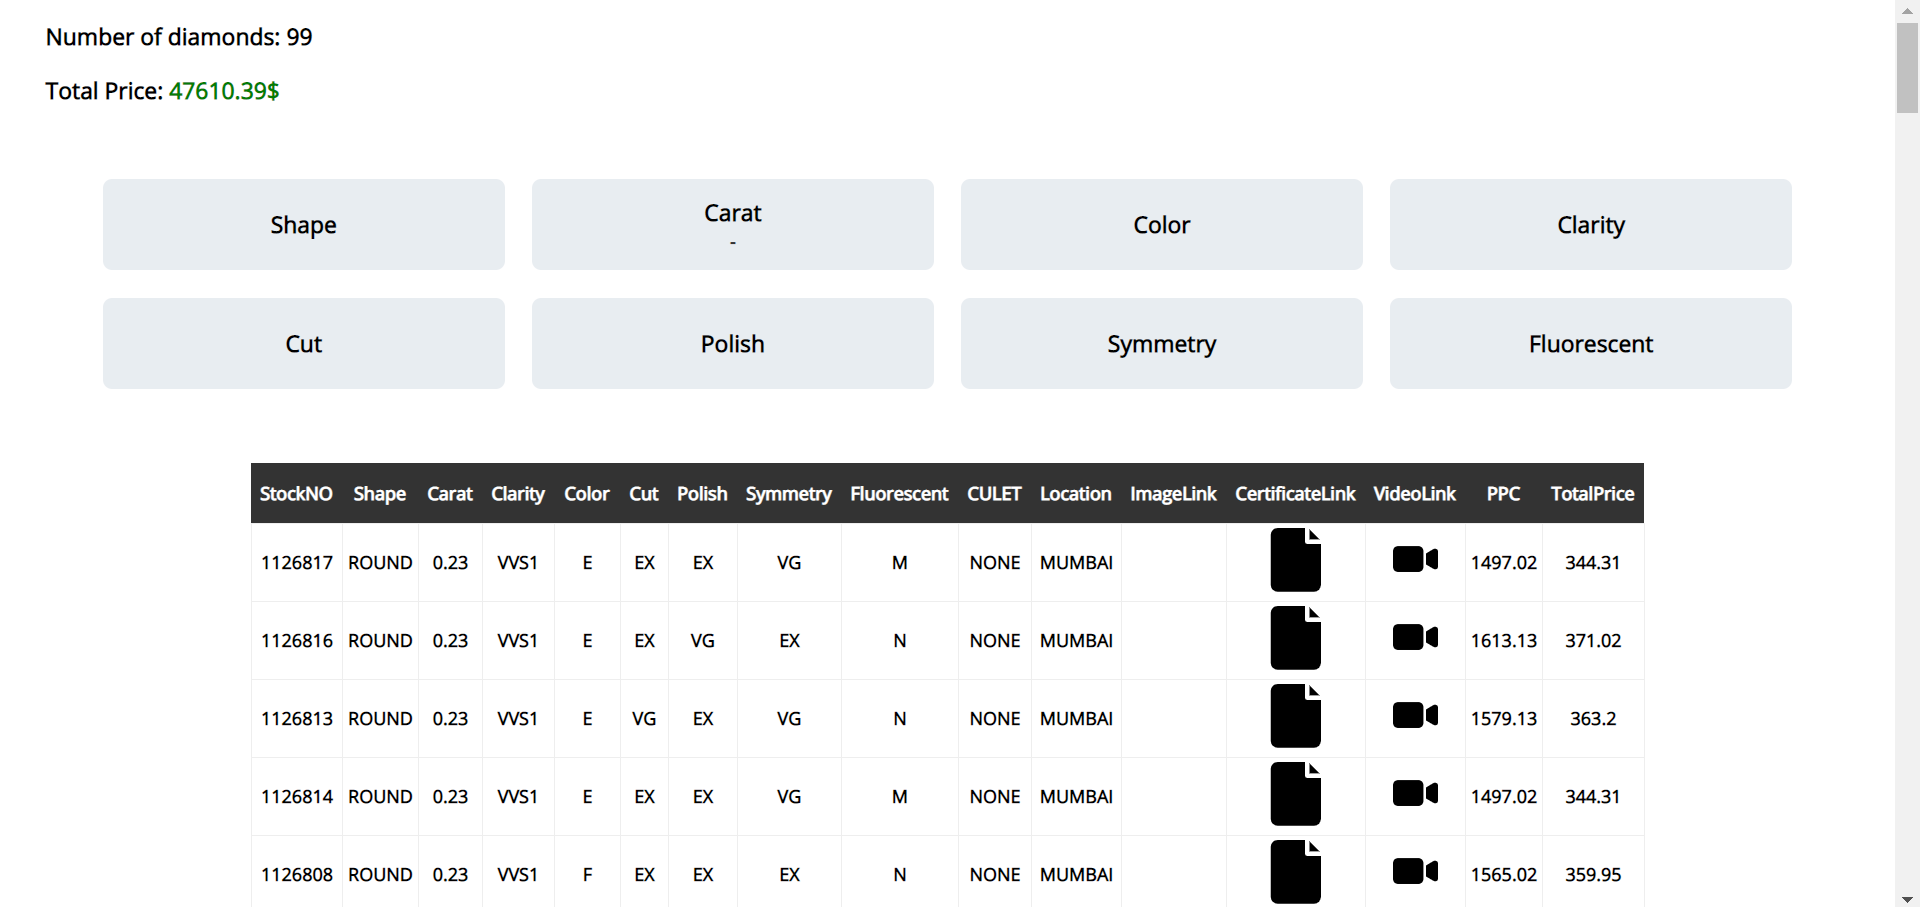 Number of diamonds: 99
Total Price: 47610.39$
Shape Carat Color Clarity
-
Cut Polish Symmetry Fluorescent
StockNO Shape Carat Clarity Color Cut Polish Symmetry Fluorescent CULET Location ImageLink CertificateLink VideoLink PPC TotalPrice
1126817 ROUND 0.23 VVS1 E EX EX VG M NONE MUMBAI 1497.02 344.31
1126816 ROUND 0.23 VVS1 E EX VG EX N NONE MUMBAI 1613.13 371.02
1126813 ROUND 0.23 VVS1 E VG EX VG N NONE MUMBAI 1579.13 363.2
1126814 ROUND 0.23 VVS1 E EX EX VG M NONE MUMBAI 1497.02 344.31
1126808 ROUND 0.23 VVS1 F EX EX EX N NONE MUMBAI 1565.02 359.95